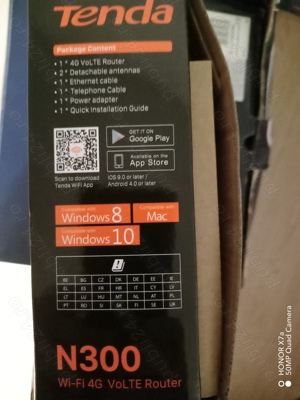 Tenda
Package Content
• 1 * 4G VoLTE Router
• 2 * Detachable antennas
• 1 * Ethernet cable
• 1 * Telephone Cable
• 1 * Power adapter
• 1 * Quick Installation Guide
GET IT ON
Google Play
Available on the
App Store
Scan to download
Tenda WiFi App
iOS 9.0 or later /
Android 4.0 or later
Compatible with
Windows 8
Compatible with
Mac
Compatible with
Windows 10
BE BG CZ DK DE EE IE
EL ES FR HR IT CY
LT LU HU MT NL AT PL
PT RO SI SK FI SE UK
N300
Wi-Fi 4G VoLTE Router
HONOR X7a
50MP Quad Camera